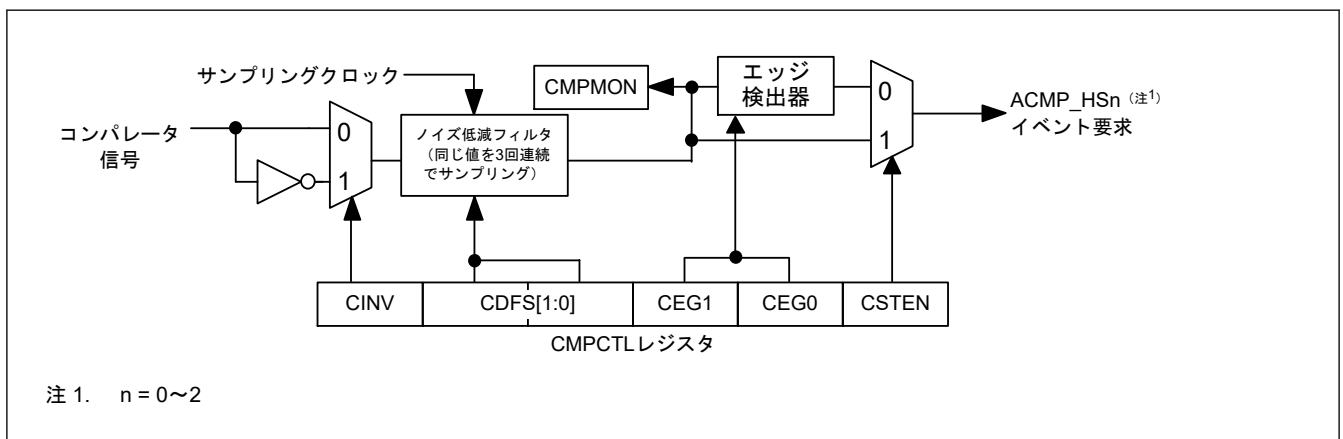 サンプリングクロック
コンパレータ
信号
0
1
ノイズ低減フィルタ
（同じ値を3回連続
でサンプリング）
CMPMON
エッジ
検出器
0
1
ACMP_HSn（注1）
イベント要求
CINV
CDFS[1:0]
CEG1
CEG0
CSTEN
CMPCTLレジスタ
注 1. n = 0～2